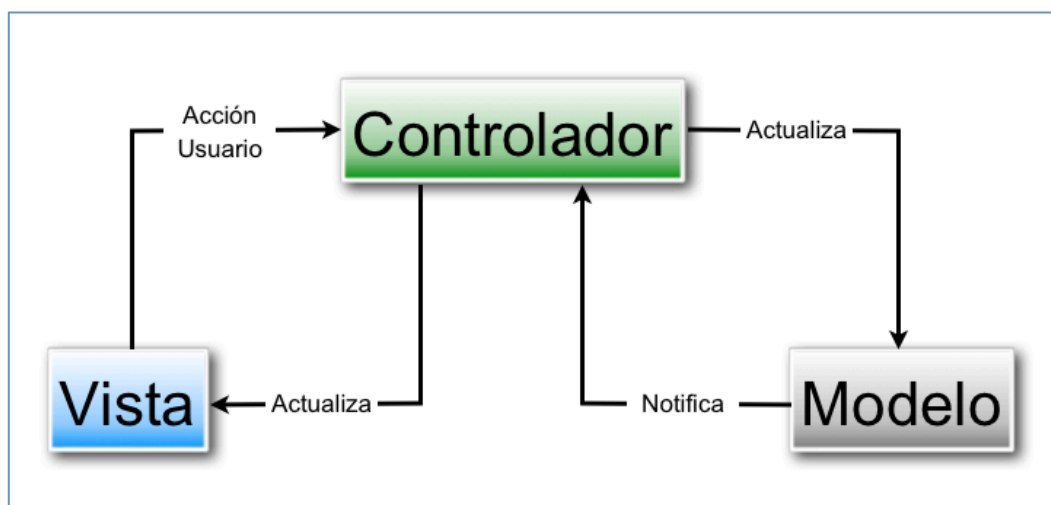 Acción
Usuario
Controlador
Actualiza
Vista
Actualiza
Notifica
Modelo